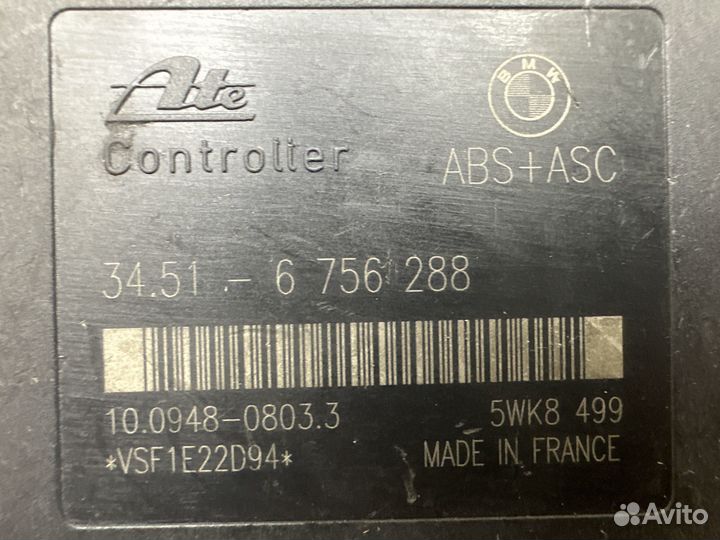 Ate
BMW
Controller
ABS+ASC
34.51 - 6 756 288
10.0948-0803.3
5WK8 499
*VSF1E22D94*
MADE IN FRANCE
Avito